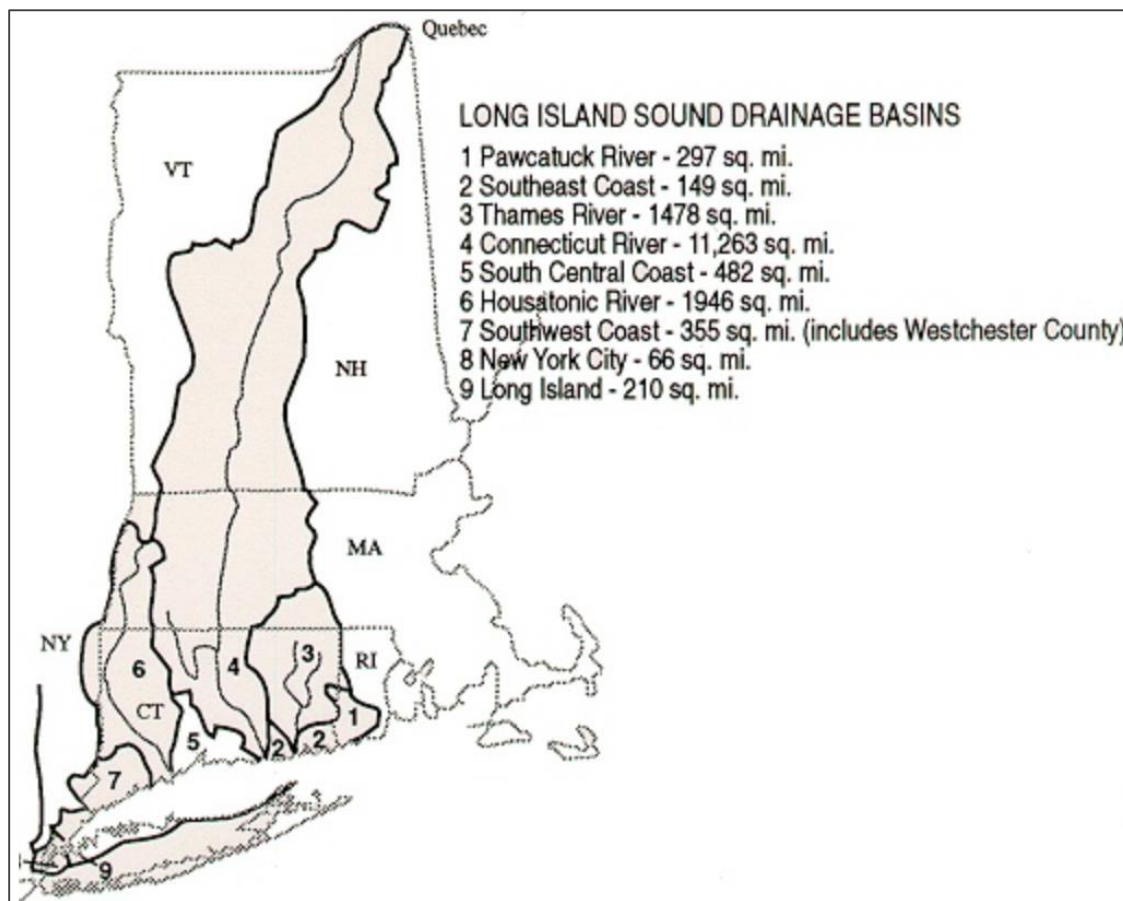 Quebec
LONG ISLAND SOUND DRAINAGE BASINS
1 Pawcatuck River - 297 sq. mi.
2 Southeast Coast - 149 sq. mi.
3 Thames River - 1478 sq. mi.
4 Connecticut River - 11,263 sq. mi.
5 South Central Coast - 482 sq. mi.
6 Housatonic River - 1946 sq. mi.
7 Southwest Coast - 355 sq. mi. (includes Westchester County)
8 New York City - 66 sq. mi.
9 Long Island - 210 sq. mi.
VT
NH
MA
NY
RI
6
4
3
CT
1
5
2
2
7
9